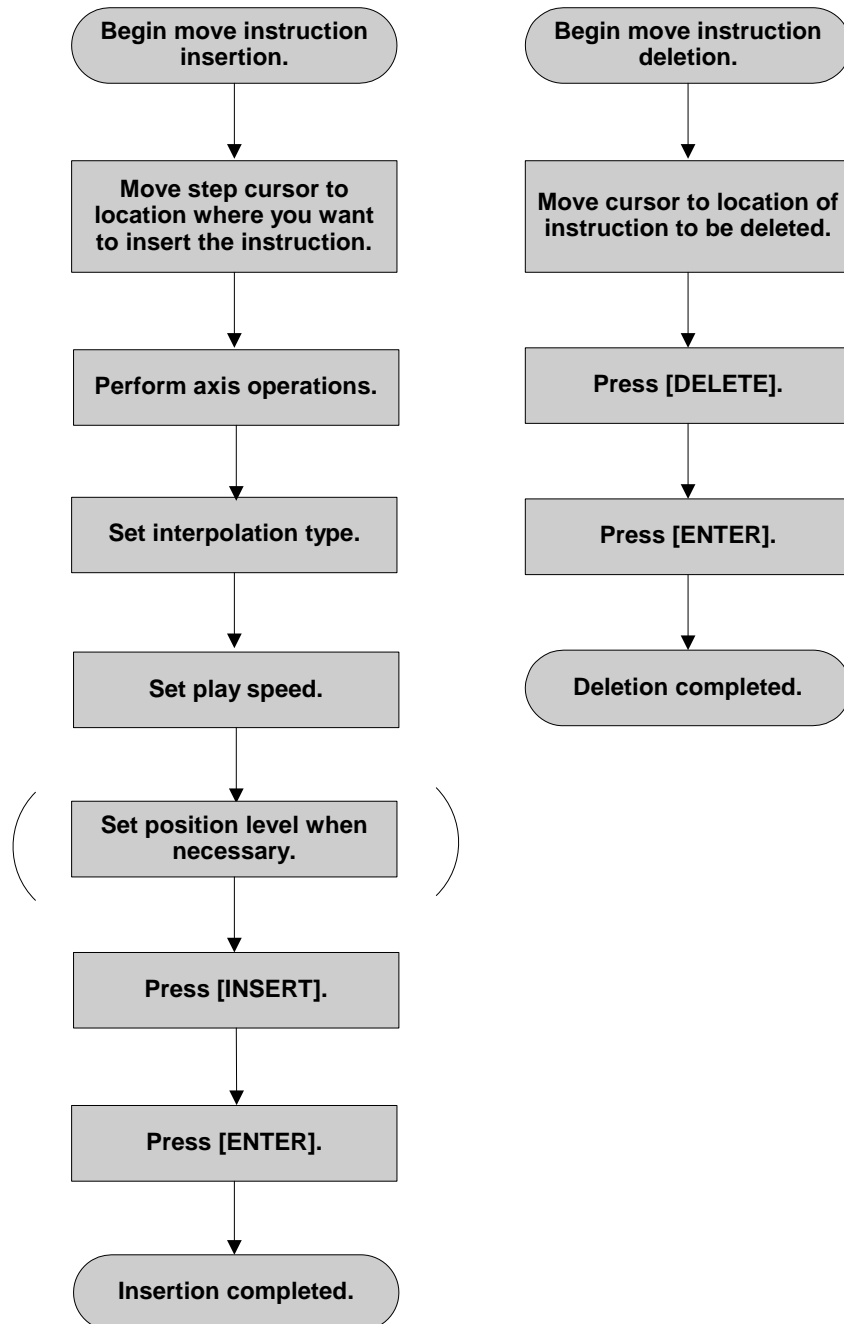 Begin move instruction
insertion.
Move step cursor to
location where you want
to insert the instruction.
Perform axis operations.
Set interpolation type.
Set play speed.
Set position level when
necessary.
Press [INSERT].
Press [ENTER].
Insertion completed.
Begin move instruction
deletion.
Move cursor to location of
instruction to be deleted.
Press [DELETE].
Press [ENTER].
Deletion completed.